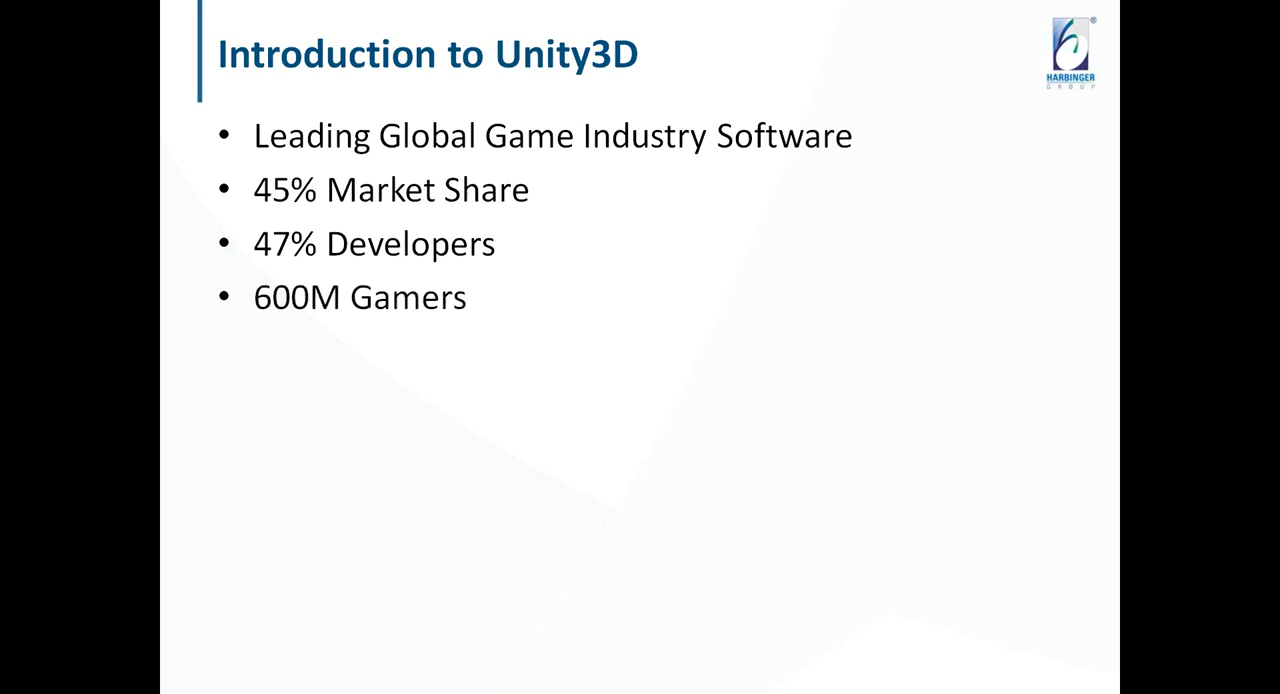 Introduction to Unity3D
®
HARBINGER
GROUP
• Leading Global Game Industry Software
• 45% Market Share
• 47% Developers
• 600M Gamers